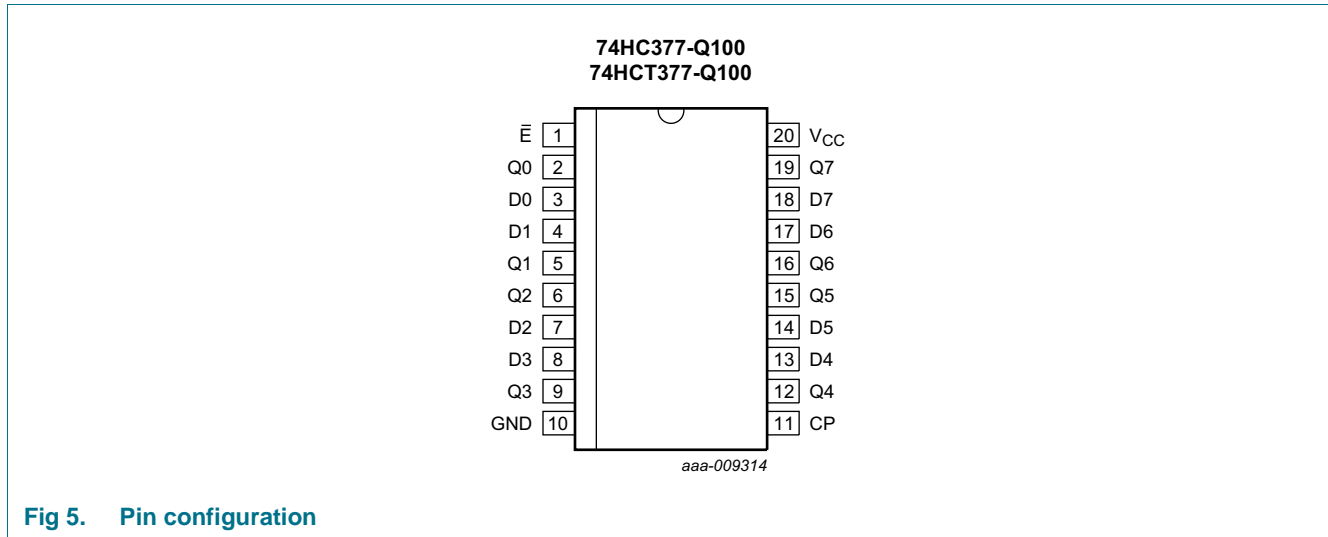 74HC377-Q100
74HCT377-Q100
E̅ 1 20 VCC
Q0 2 19 Q7
D0 3 18 D7
D1 4 17 D6
Q1 5 16 Q6
Q2 6 15 Q5
D2 7 14 D5
D3 8 13 D4
Q3 9 12 Q4
GND 10 11 CP
aaa-009314
Fig 5. Pin configuration